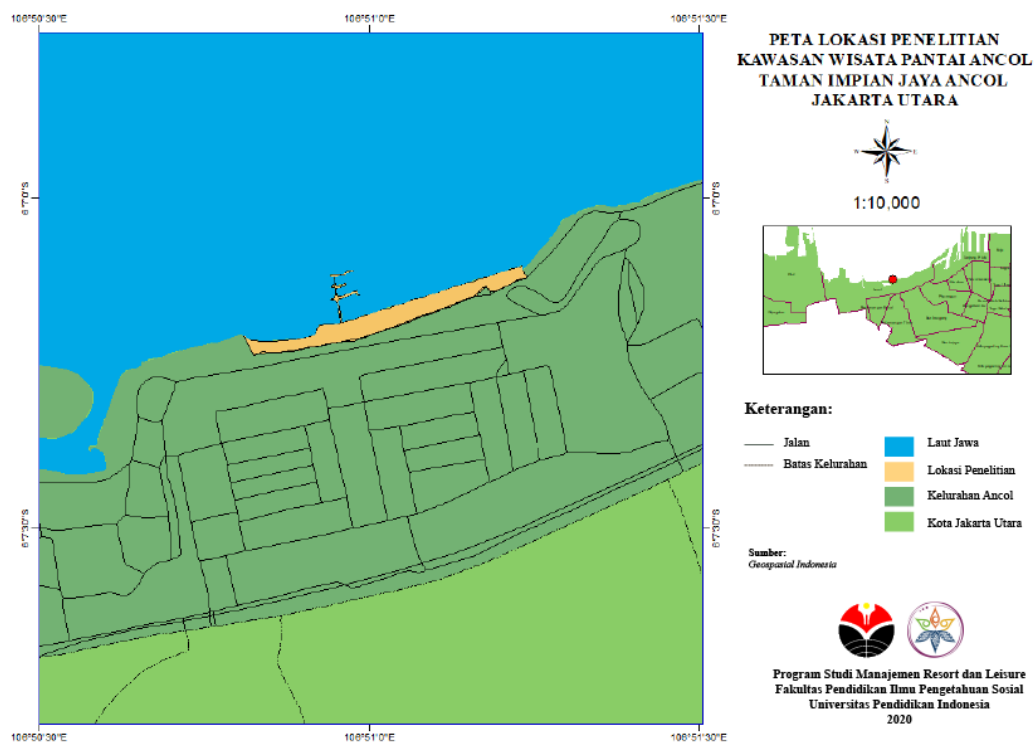 106°50'30"E 106°51'0"E 106°51'30"E
6°7'0"S 6°7'0"S
6°7'30"S 6°7'30"S
106°50'30"E 106°51'0"E 106°51'30"E
PETA LOKASI PENELITIAN
KAWASAN WISATA PANTAI ANCOL
TAMAN IMPIAN JAYA ANCOL
JAKARTA UTARA
N
W E
S
1:10,000
Keterangan:
Jalan
Batas Kelurahan
Laut Jawa
Lokasi Penelitian
Kelurahan Ancol
Kota Jakarta Utara
Sumber:
Geospasial Indonesia
Program Studi Manajemen Resort dan Leisure
Fakultas Pendidikan Ilmu Pengetahuan Sosial
Universitas Pendidikan Indonesia
2020